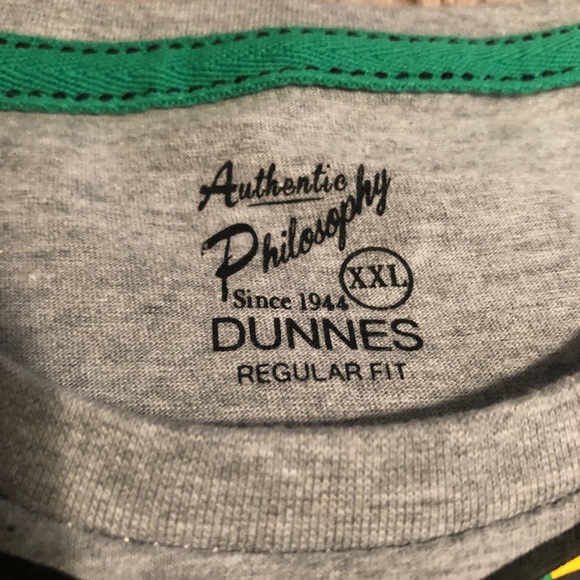 Authentic
Philosophy
XXL
Since 1944
DUNNES
REGULAR FIT